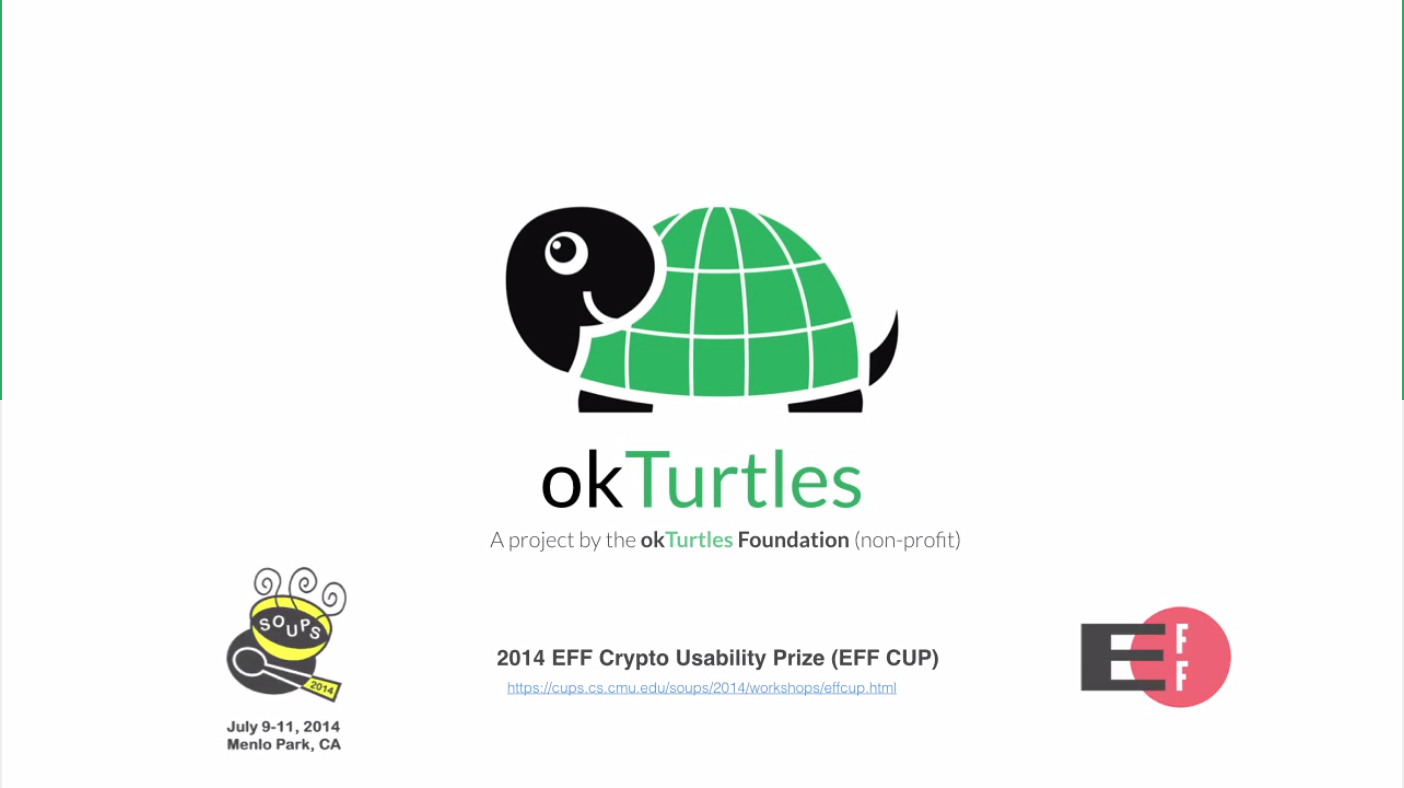 okTurtles
A project by the okTurtles Foundation (non-profit)
SOUPS
2014
July 9-11, 2014
Menlo Park, CA
2014 EFF Crypto Usability Prize (EFF CUP)
https://cups.cs.cmu.edu/soups/2014/workshops/effcup.html
EFF